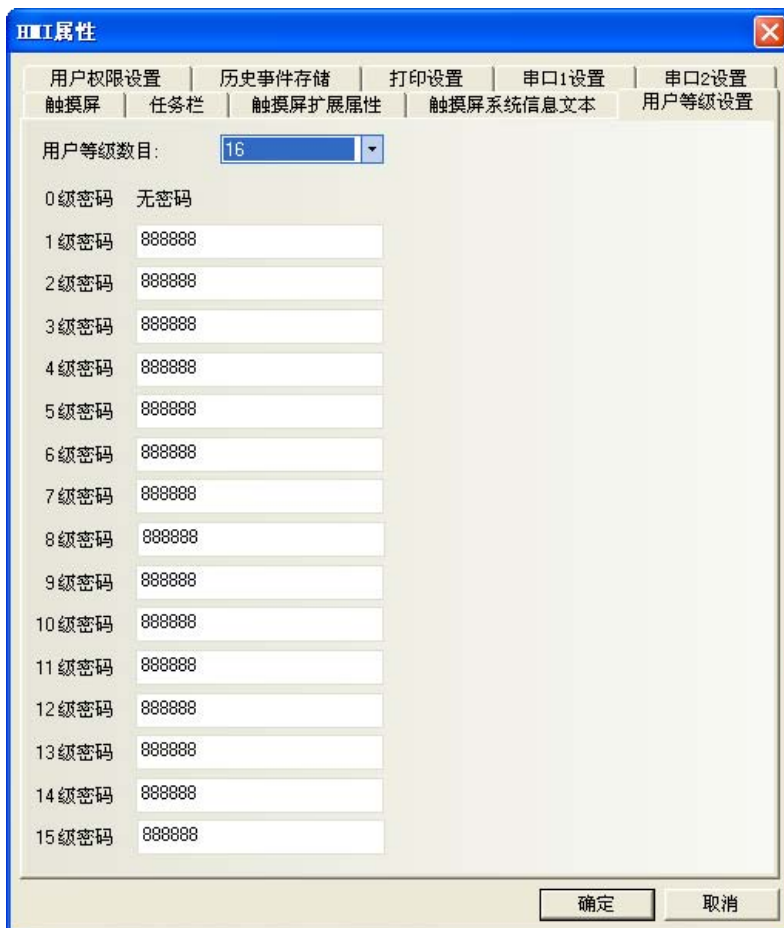 HMI属性
用户权限设置 历史事件存储 打印设置 串口1设置 串口2设置
触摸屏 任务栏 触摸屏扩展属性 触摸屏系统信息文本 用户等级设置
用户等级数目: 16
0级密码 无密码
1级密码 888888
2级密码 888888
3级密码 888888
4级密码 888888
5级密码 888888
6级密码 888888
7级密码 888888
8级密码 888888
9级密码 888888
10级密码 888888
11级密码 888888
12级密码 888888
13级密码 888888
14级密码 888888
15级密码 888888
确定 取消